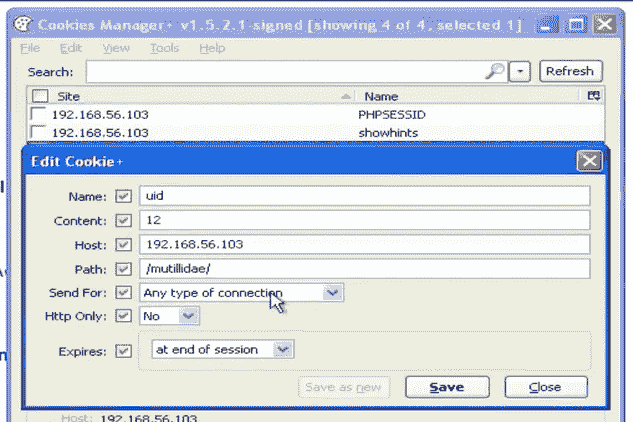 Cookies Manager+ v1.5.2.1 signed [showing 4 of 4, selected 1]
File Edit View Tools Help
Search: Refresh
Site Name
192.168.56.103 PHPSESSID
192.168.56.103 showhints
Edit Cookie+
Name: uid
Content: 12
Host: 192.168.56.103
Path: /mutillidae/
Send For: Any type of connection
Http Only: No
Expires: at end of session
Save as new Save Close
Host: 192.168.56.103